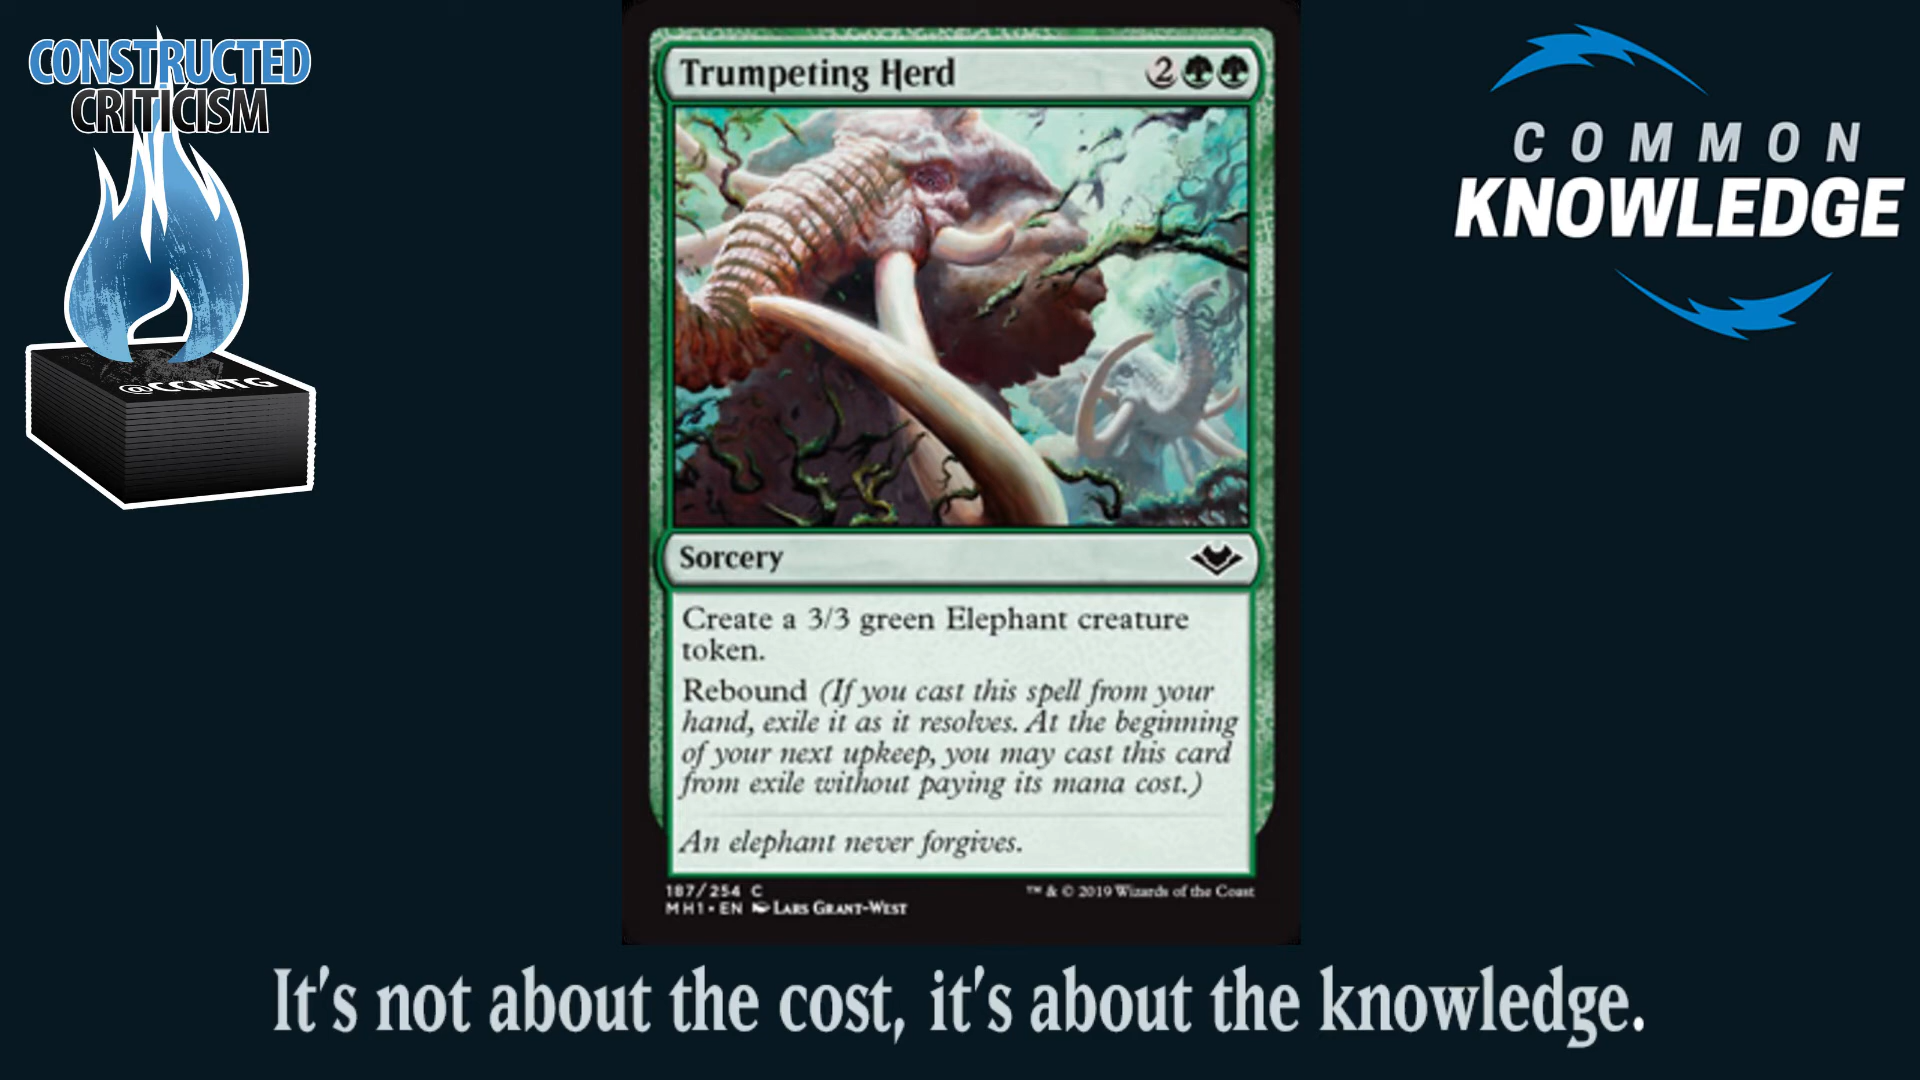 CONSTRUCTED
CRITICISM
@CCMTG
Trumpeting Herd 2
Sorcery
Create a 3/3 green Elephant creature
token.
Rebound (If you cast this spell from your
hand, exile it as it resolves. At the beginning
of your next upkeep, you may cast this card
from exile without paying its mana cost.)
An elephant never forgives.
187/254 C
MH1•EN LARS GRANT-WEST
™ & © 2019 Wizards of the Coast
COMMON
KNOWLEDGE
It's not about the cost, it's about the knowledge.